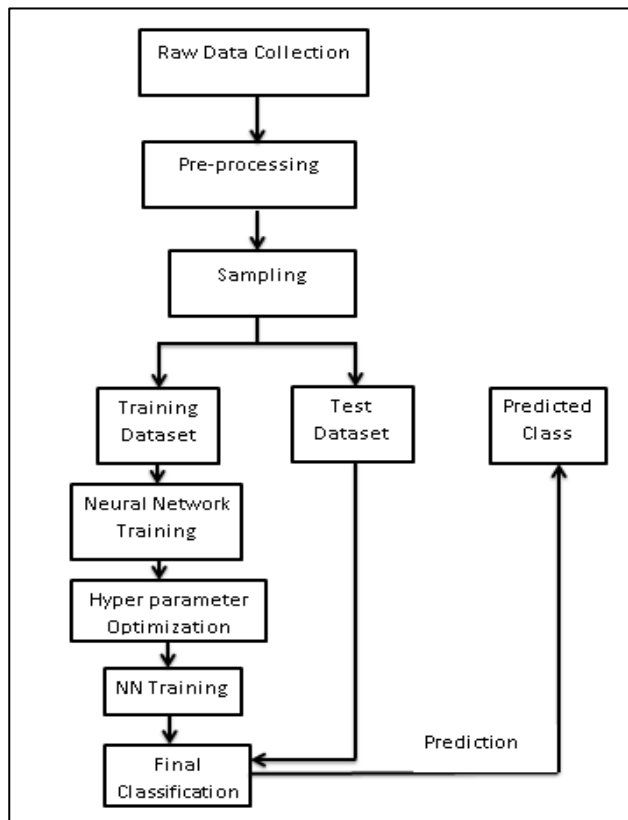 Raw Data Collection
Pre-processing
Sampling
Training
Dataset
Test
Dataset
Predicted
Class
Neural Network
Training
Hyper parameter
Optimization
NN Training
Prediction
Final
Classification